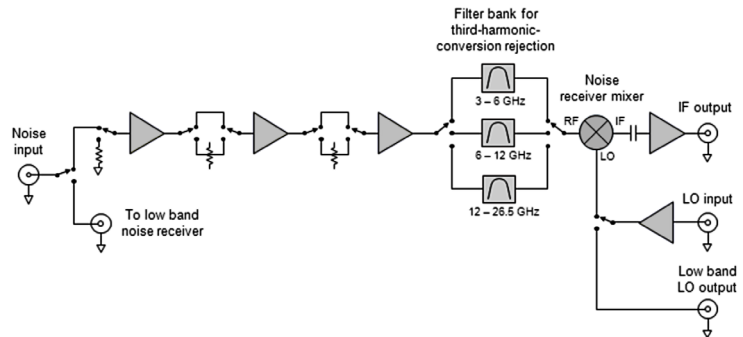 Filter bank for
third-harmonic-
conversion rejection
3 – 6 GHz
6 – 12 GHz
12 – 26.5 GHz
Noise
receiver mixer
RF
IF
LO
IF output
Noise
input
To low band
noise receiver
LO input
Low band
LO output